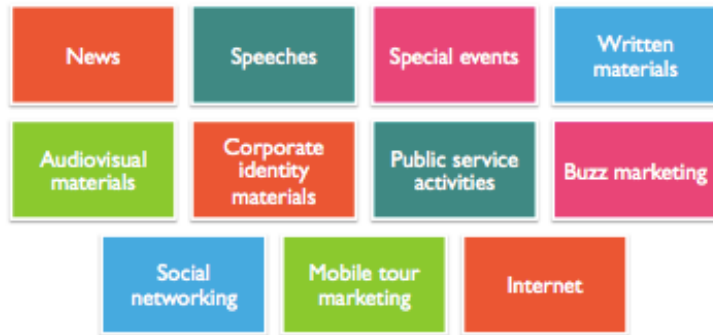 News
Speeches
Special events
Written
materials
Audiovisual
materials
Corporate
identity
materials
Public service
activities
Buzz marketing
Social
networking
Mobile tour
marketing
Internet